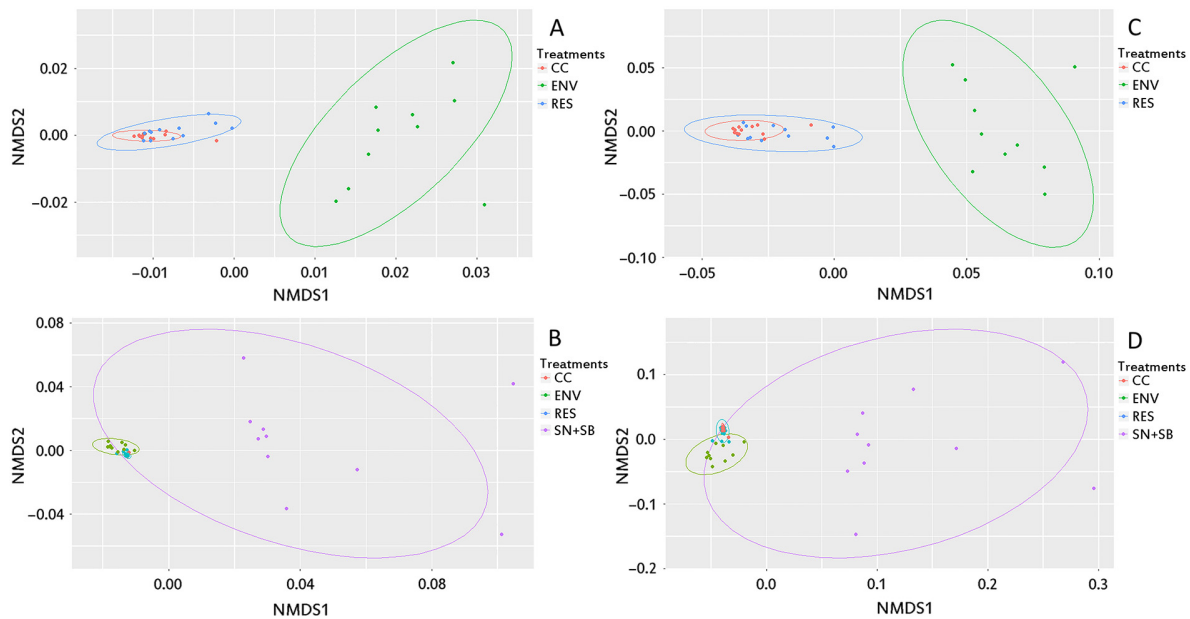 A
Treatments
CC
ENV
RES
NMDS2
0.02
0.00
−0.02
−0.01
0.00
0.01
0.02
0.03
NMDS1
C
Treatments
CC
ENV
RES
NMDS2
0.05
0.00
−0.05
−0.10
−0.05
0.00
0.05
0.10
NMDS1
B
Treatments
CC
ENV
RES
SN+SB
NMDS2
0.08
0.04
0.00
−0.04
0.00
0.04
0.08
NMDS1
D
Treatments
CC
ENV
RES
SN+SB
NMDS2
0.1
0.0
−0.1
−0.2
0.0
0.1
0.2
0.3
NMDS1